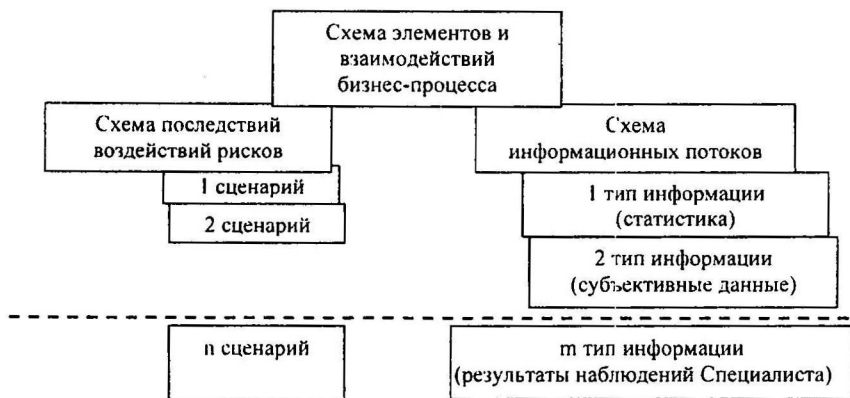 Схема элементов и
взаимодействий
бизнес-процесса
Схема последствий
воздействий рисков
Схема
информационных потоков
1 сценарий
2 сценарий
1 тип информации
(статистика)
2 тип информации
(субъективные данные)
n сценарий
m тип информации
(результаты наблюдений Специалиста)